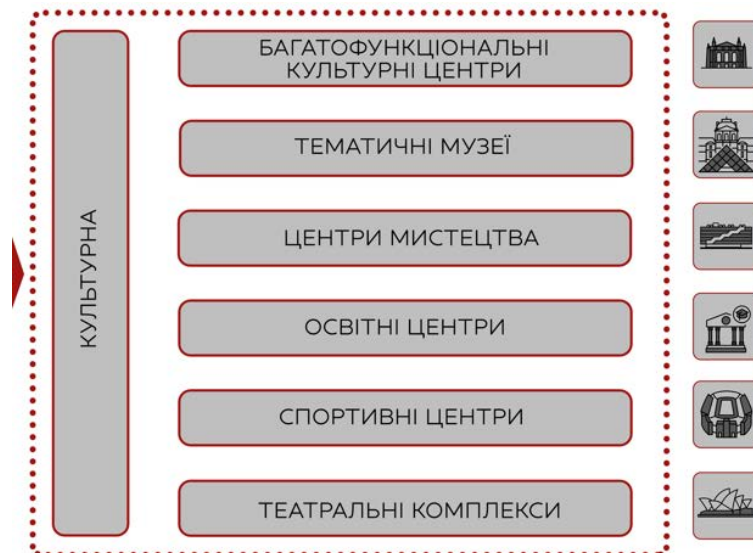 КУЛЬТУРНА
БАГАТОФУНКЦІОНАЛЬНІ
КУЛЬТУРНІ ЦЕНТРИ
ТЕМАТИЧНІ МУЗЕЇ
ЦЕНТРИ МИСТЕЦТВА
ОСВІТНІ ЦЕНТРИ
СПОРТИВНІ ЦЕНТРИ
ТЕАТРАЛЬНІ КОМПЛЕКСИ